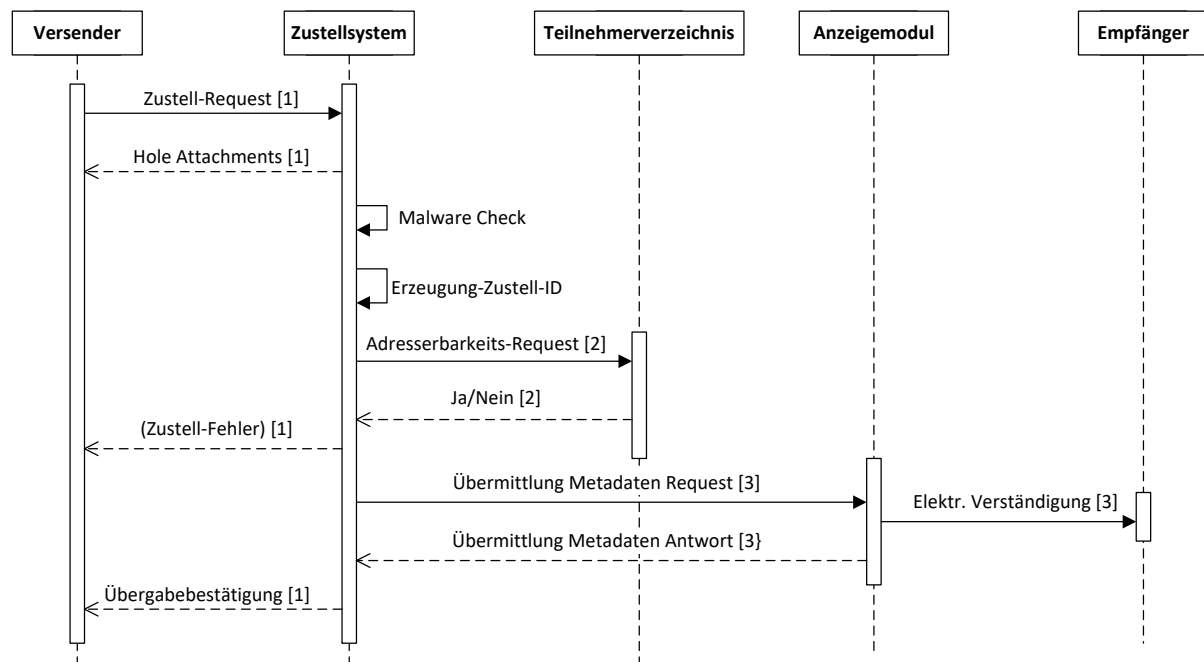 Versender
Zustellsystem
Teilnehmerverzeichnis
Anzeigemodul
Empfänger
Zustell-Request [1]
Hole Attachments [1]
Malware Check
Erzeugung-Zustell-ID
Adresserbarkeits-Request [2]
Ja/Nein [2]
(Zustell-Fehler) [1]
Übermittlung Metadaten Request [3]
Elektr. Verständigung [3]
Übermittlung Metadaten Antwort [3}
Übergabebestätigung [1]